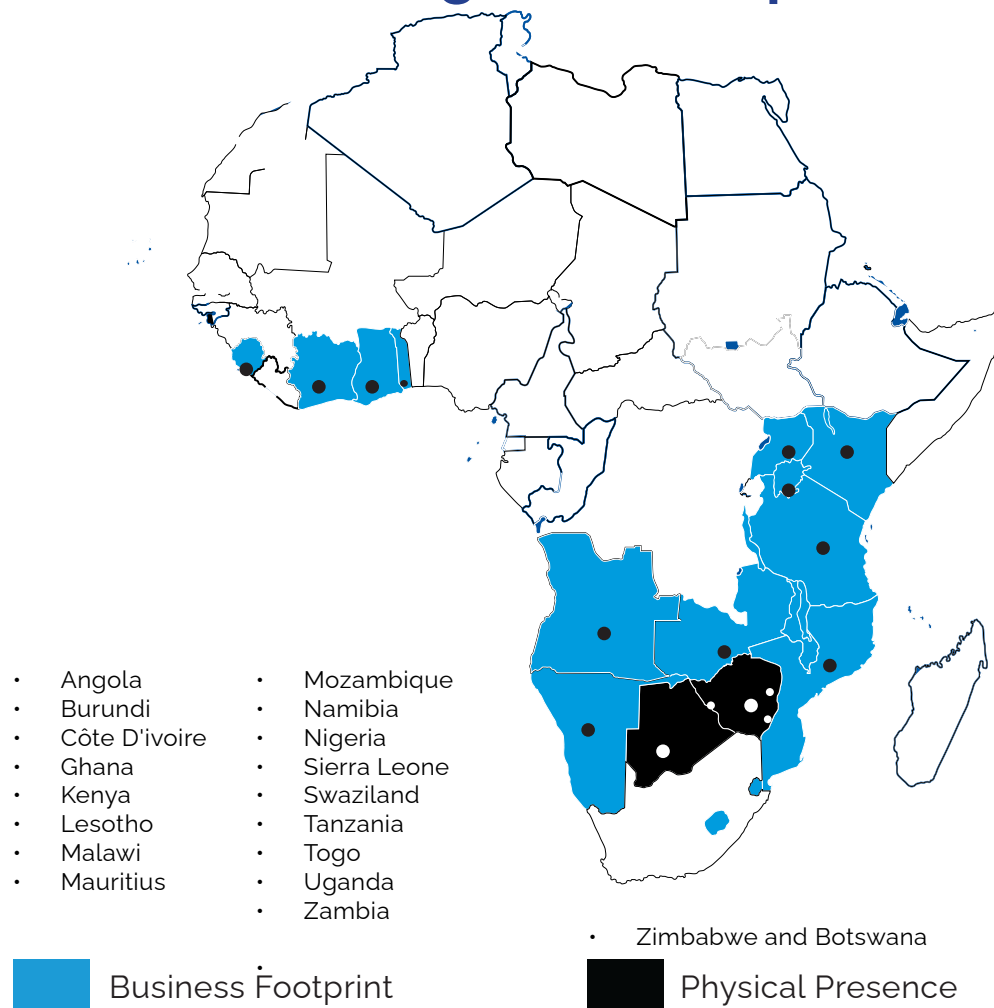 • Angola
• Burundi
• Côte D'ivoire
• Ghana
• Kenya
• Lesotho
• Malawi
• Mauritius
• Mozambique
• Namibia
• Nigeria
• Sierra Leone
• Swaziland
• Tanzania
• Togo
• Uganda
• Zambia
•
• Zimbabwe and Botswana
Business Footprint
Physical Presence